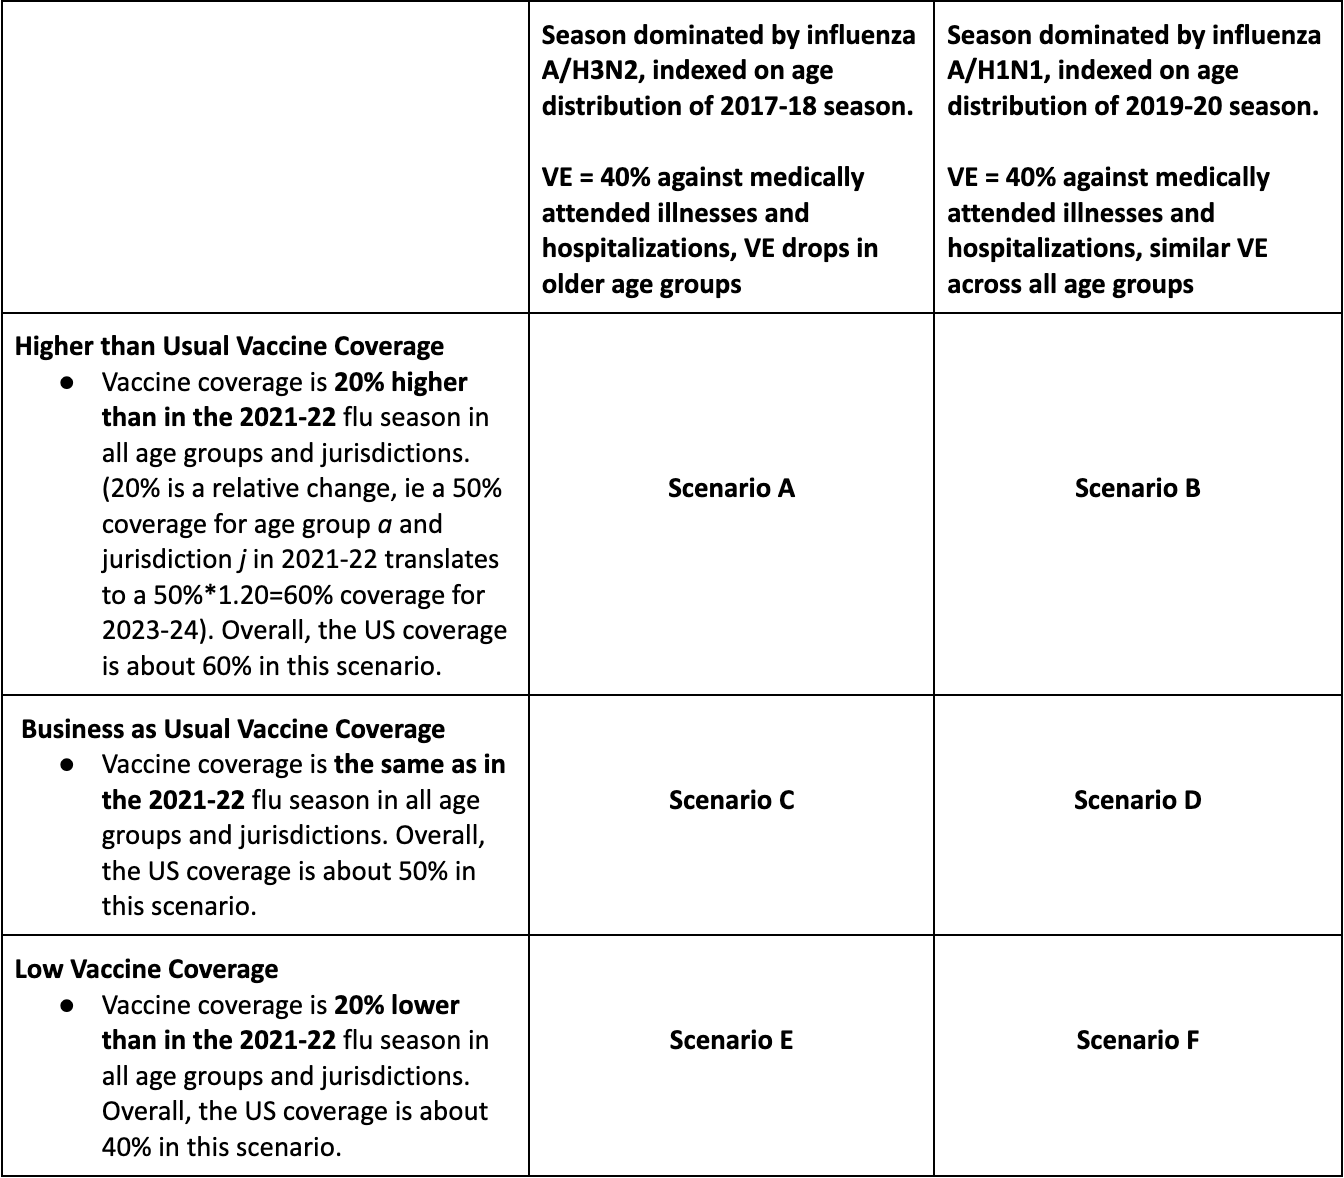 Season dominated by influenza
A/H3N2, indexed on age
distribution of 2017-18 season.
VE = 40% against medically
attended illnesses and
hospitalizations, VE drops in
older age groups
Season dominated by influenza
A/H1N1, indexed on age
distribution of 2019-20 season.
VE = 40% against medically
attended illnesses and
hospitalizations, similar VE
across all age groups
Higher than Usual Vaccine Coverage
● Vaccine coverage is 20% higher
than in the 2021-22 flu season in
all age groups and jurisdictions.
(20% is a relative change, ie a 50%
coverage for age group a and
jurisdiction j in 2021-22 translates
to a 50%*1.20=60% coverage for
2023-24). Overall, the US coverage
is about 60% in this scenario.
Scenario A
Scenario B
Business as Usual Vaccine Coverage
● Vaccine coverage is the same as in
the 2021-22 flu season in all age
groups and jurisdictions. Overall,
the US coverage is about 50% in
this scenario.
Scenario C
Scenario D
Low Vaccine Coverage
● Vaccine coverage is 20% lower
than in the 2021-22 flu season in
all age groups and jurisdictions.
Overall, the US coverage is about
40% in this scenario.
Scenario E
Scenario F